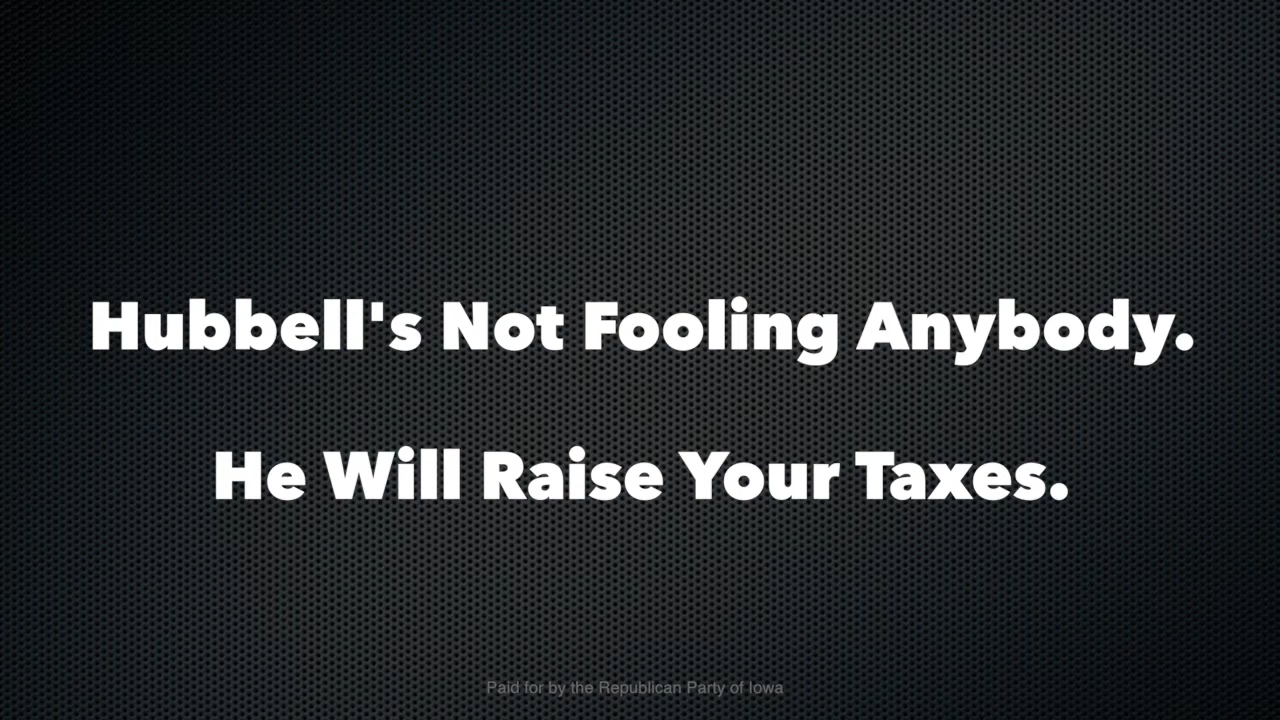 Hubbell's Not Fooling Anybody.
He Will Raise Your Taxes.
Paid for by the Republican Party of Iowa